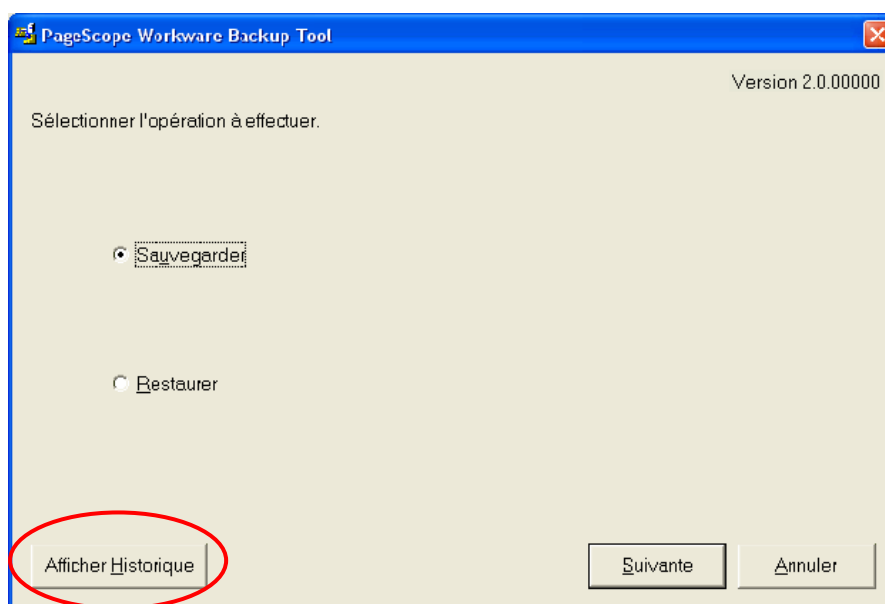 PageScope Workware Backup Tool
Version 2.0.00000
Sélectionner l'opération à effectuer.
Sauvegarder
Restaurer
Afficher Historique
Suivante
Annuler